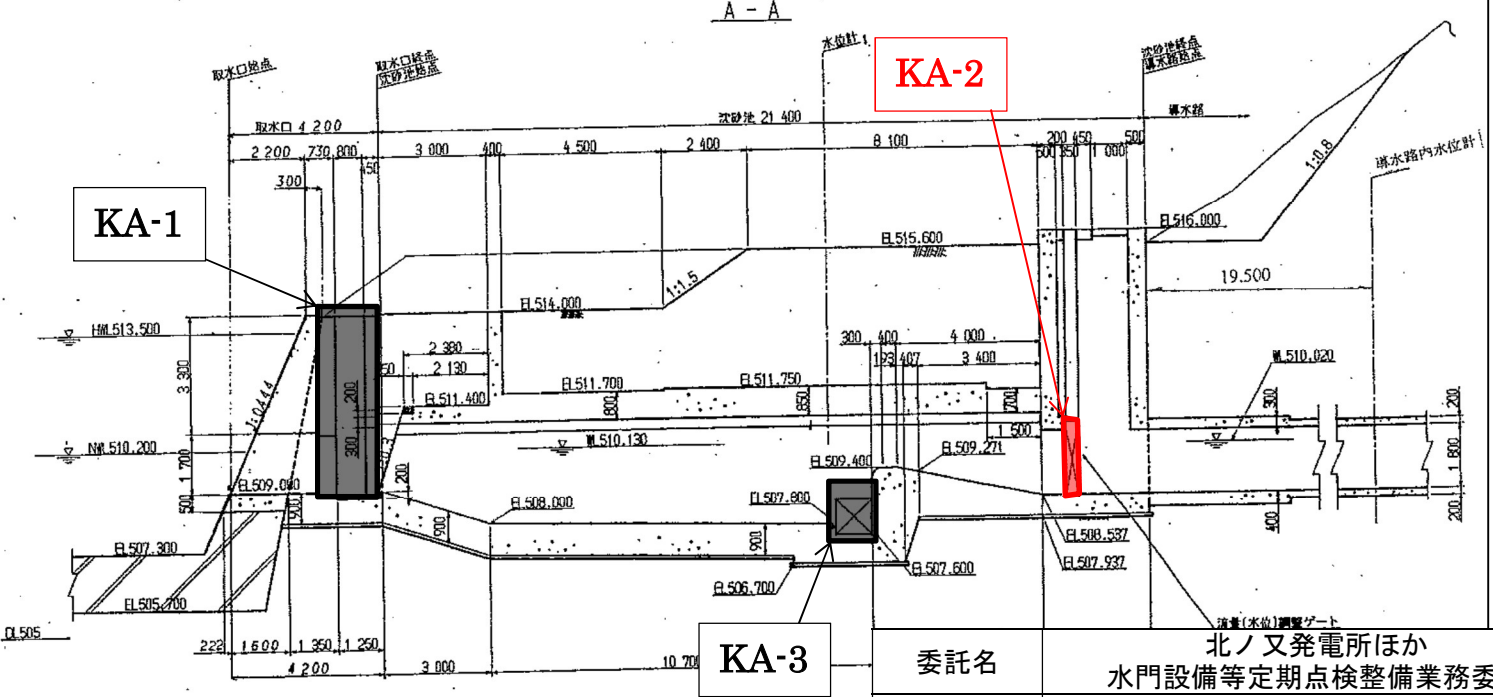 A - A
取水口始点
取水口終点
沈砂池始点
水位計
沈砂池終点
導水路始点
KA-2
取水口 4 200
沈砂池 21 400
導水路
2 200
730
800
450
3 000
400
4 500
2 400
8 100
200
450
500
600
350
1 000
300
1:0.8
導水路内水位計
KA-1
EL516.000
EL515.600
19.500
1:1.5
EL514.000
HWL513.500
300
400
4 000
193
407
3 400
WL510.020
2 380
2 130
3 300
EL511.700
EL511.750
EL511.400
200
800
850
700
300
200
1:0.444
1 500
300
WL510.130
NWL510.200
EL509.271
EL509.400
1 700
1 800
200
EL509.000
500
900
EL508.000
EL507.800
900
900
400
200
EL508.537
EL507.300
EL507.937
EL507.600
EL506.700
EL505.700
DL505
流量(水位)調整ゲート
222
1 600
1 350
1 250
4 200
3 000
10 700
KA-3
委託名
北ノ又発電所ほか
水門設備等定期点検整備業務委